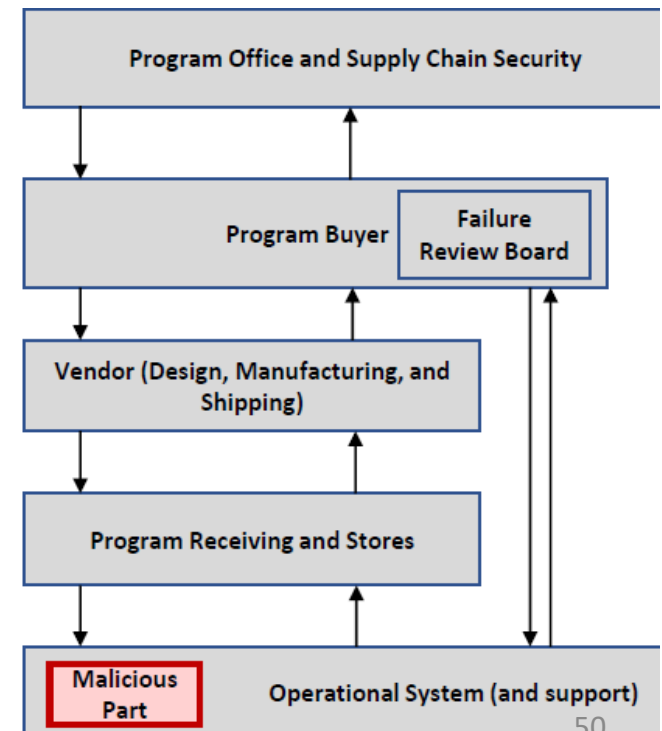 Program Office and Supply Chain Security
Program Buyer
Failure
Review Board
Vendor (Design, Manufacturing, and
Shipping)
Program Receiving and Stores
Malicious
Part
Operational System (and support)
50